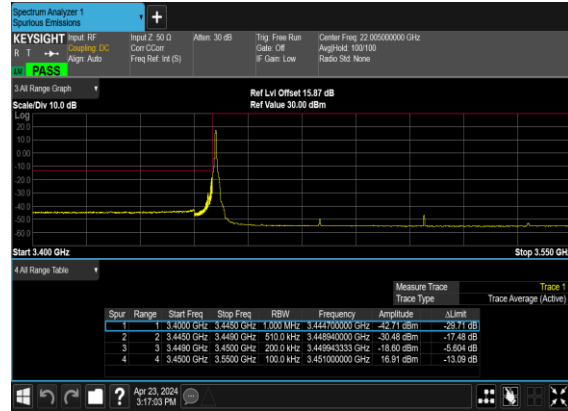 Spectrum Analyzer 1
Spurious Emissions
KEYSIGHT Input: RF Input Z: 50 Ω Atten: 30 dB Trig: Free Run Center Freq: 22.005000000 GHz
R T Coupling: DC Corr CCorr Gate: Off Avg|Hold: 100/100
Align: Auto Freq Ref: Int (S) IF Gain: Low Radio Std: None
PASS
3 All Range Graph
Ref Lvl Offset 15.87 dB
Scale/Div 10.0 dB Ref Value 30.00 dBm
Log
20.0
10.0
0.00
-10.0
-20.0
-30.0
-40.0
-50.0
-60.0
Start 3.400 GHz Stop 3.550 GHz
4 All Range Table
Measure Trace Trace 1
Trace Type Trace Average (Active)
Spur Range Start Freq Stop Freq RBW Frequency Amplitude ΔLimit
1 1 3.4000 GHz 3.4450 GHz 1.000 MHz 3.444700000 GHz -42.71 dBm -29.71 dB
2 2 3.4450 GHz 3.4490 GHz 510.0 kHz 3.448940000 GHz -30.48 dBm -17.48 dB
3 3 3.4490 GHz 3.4500 GHz 200.0 kHz 3.449943333 GHz -18.60 dBm -5.604 dB
4 4 3.4500 GHz 3.5500 GHz 100.0 kHz 3.451000000 GHz 16.91 dBm -13.09 dB
? Apr 23, 2024
3:17:03 PM